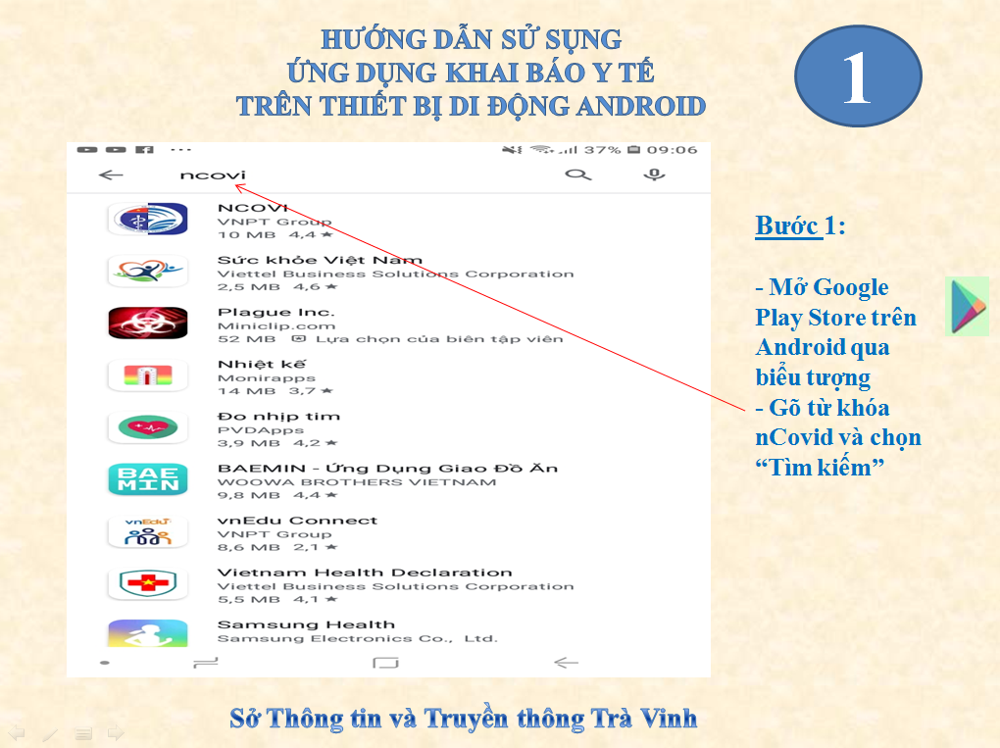 HƯỚNG DẪN SỬ SỤNG
ỨNG DỤNG KHAI BÁO Y TẾ
TRÊN THIẾT BỊ DI ĐỘNG ANDROID
1
37% 09:06
ncovi
NCOVI
VNPT Group
10 MB 4,4 ★
Sức khỏe Việt Nam
Viettel Business Solutions Corporation
2,5 MB 4,6 ★
Plague Inc.
Miniclip.com
52 MB Lựa chọn của biên tập viên
Nhiệt kế
Monirapps
14 MB 3,7 ★
Đo nhịp tim
PVDApps
3,9 MB 4,2 ★
BAE
MIN
BAEMIN - Ứng Dụng Giao Đồ Ăn
WOOWA BROTHERS VIETNAM
9,8 MB 4,4 ★
vnEdu
vnEdu Connect
VNPT Group
8,6 MB 2,1 ★
Vietnam Health Declaration
Viettel Business Solutions Corporation
5,5 MB 4,1 ★
Samsung Health
Samsung Electronics Co., Ltd.
Bước 1:
- Mở Google
Play Store trên
Android qua
biểu tượng
- Gõ từ khóa
nCovid và chọn
“Tìm kiếm”
Sở Thông tin và Truyền thông Trà Vinh